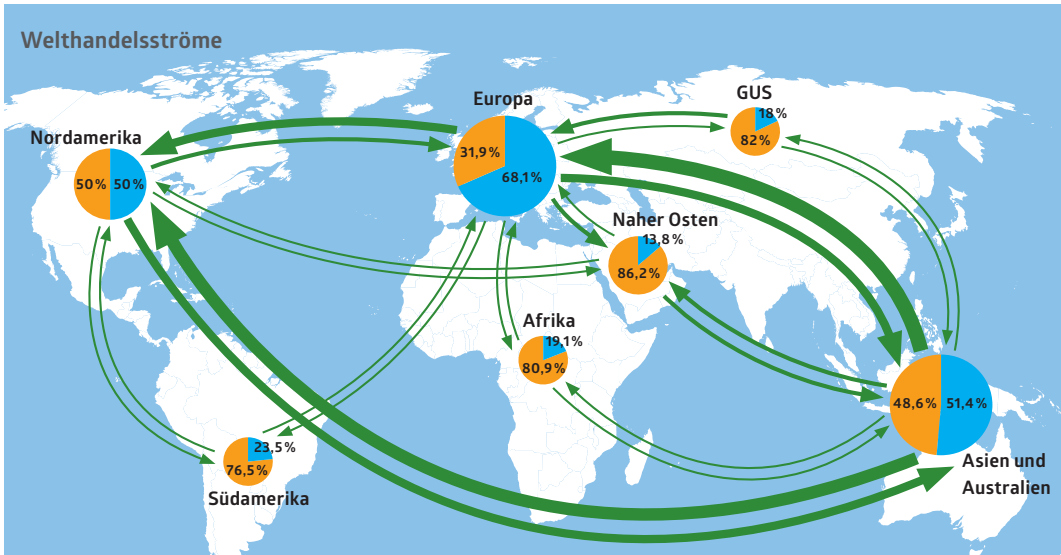 Welthandelsströme
Europa
GUS
18 %
82 %
Nordamerika
31,9 %
68,1 %
50 %
50 %
Naher Osten
13,8 %
86,2 %
Afrika
19,1 %
80,9 %
48,6 %
51,4 %
23,5 %
76,5 %
Südamerika
Asien und
Australien